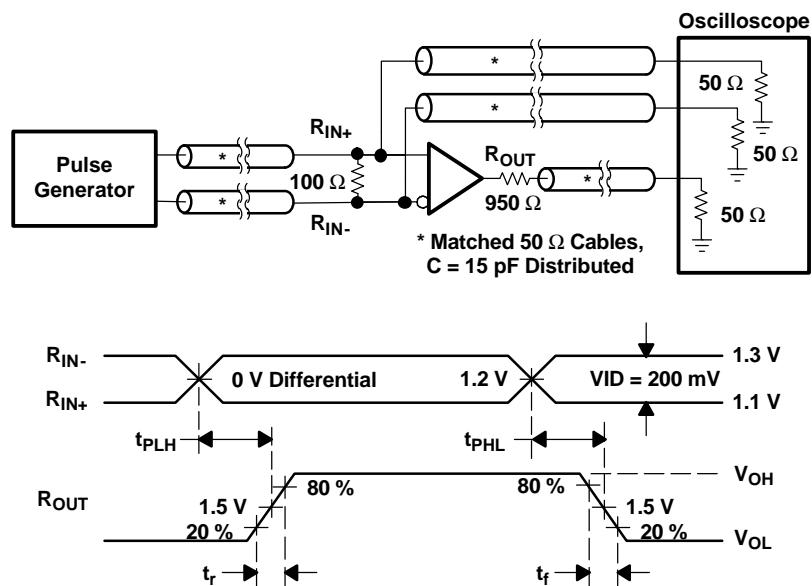 Oscilloscope
*
50 Ω
R_IN+
*
*
R_OUT
50 Ω
Pulse
Generator
100 Ω
*
*
950 Ω
50 Ω
R_IN-
* Matched 50 Ω Cables,
C = 15 pF Distributed
R_IN-
1.3 V
0 V Differential
1.2 V
VID = 200 mV
R_IN+
1.1 V
t_PLH
t_PHL
V_OH
80 %
80 %
R_OUT
1.5 V
1.5 V
20 %
20 %
V_OL
t_r
t_f